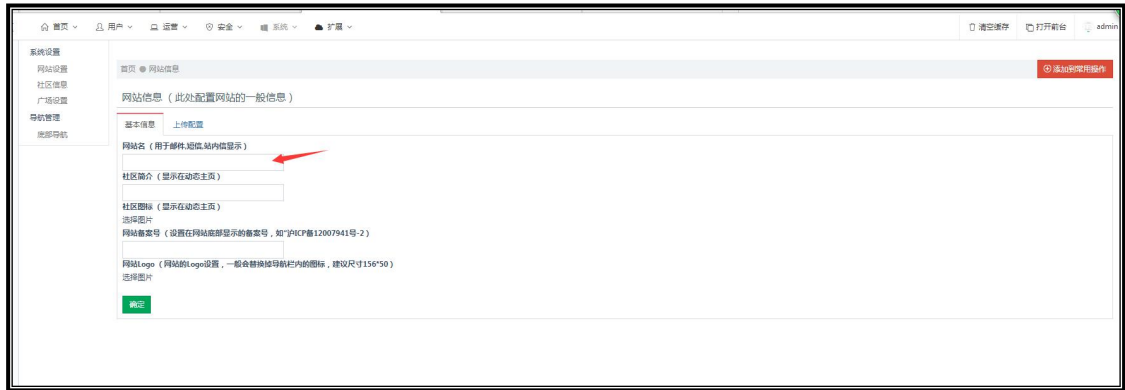 首页 用户 运营 安全 系统 扩展 清空缓存 打开前台 admin
系统设置
网站设置
社区信息
广场设置
导航管理
底部导航
首页 网站信息 添加到常用操作
网站信息（此处配置网站的一般信息）
基本信息 上传配置
网站名（用于邮件,短信,站内信显示）
社区简介（显示在动态主页）
社区图标（显示在动态主页）
选择图片
网站备案号（设置在网站底部显示的备案号，如"沪ICP备12007941号-2）
网站Logo（网站的Logo设置，一般会替换掉导航栏内的图标，建议尺寸156*50）
选择图片
确定